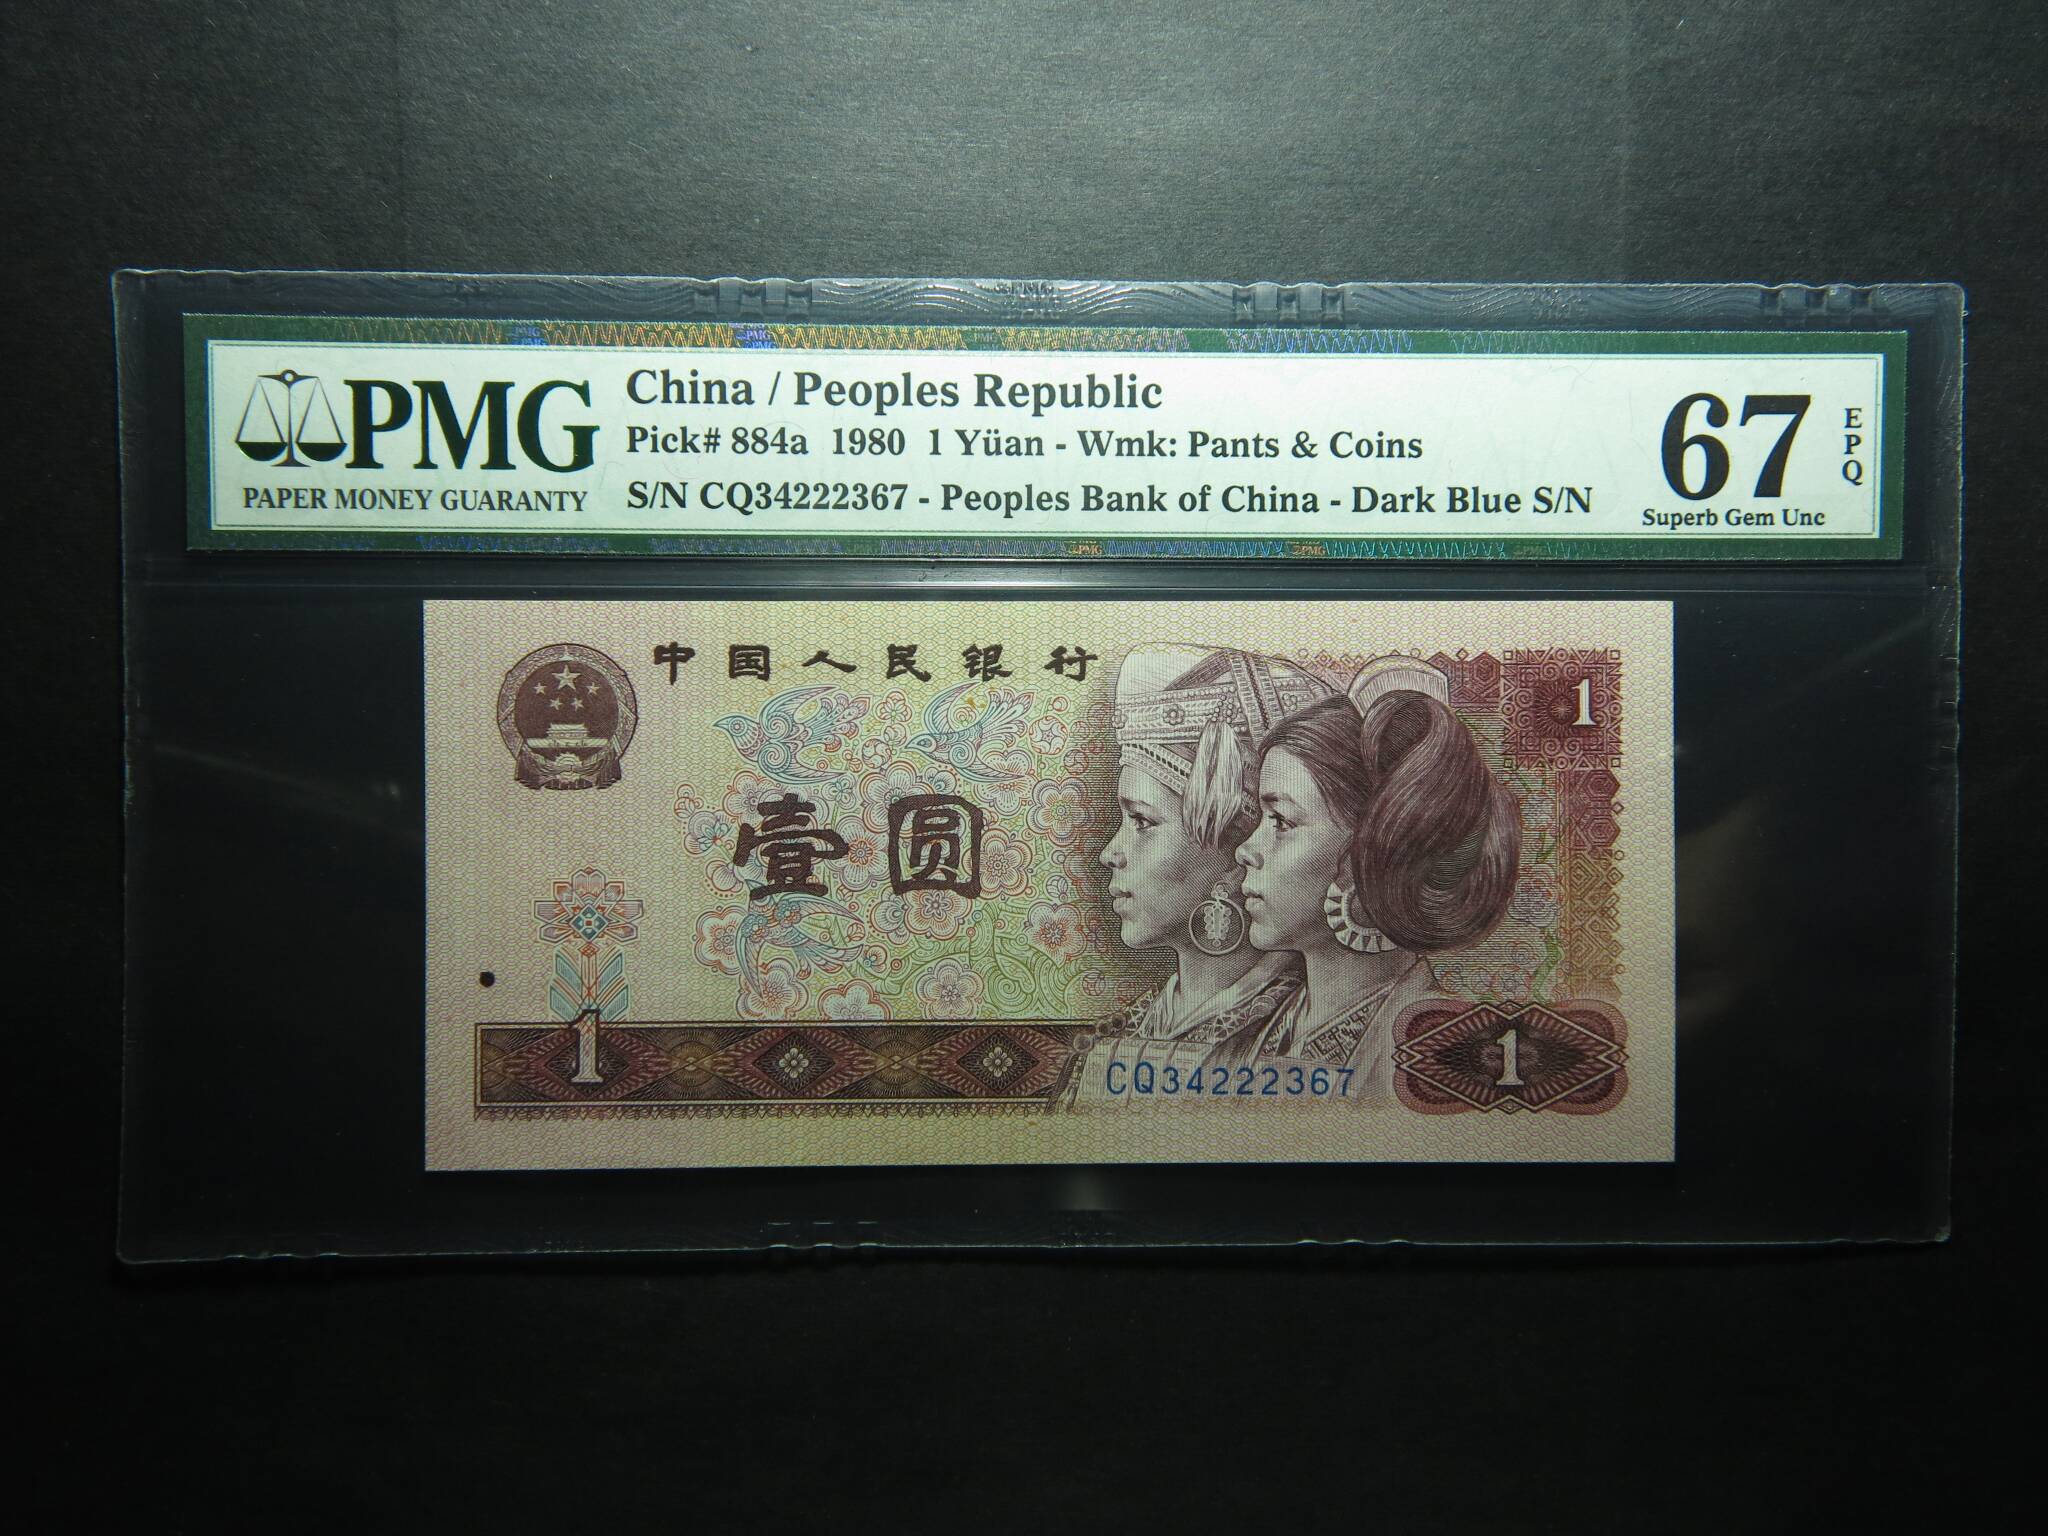 PMG
PAPER MONEY GUARANTY
China / Peoples Republic
Pick# 884a 1980 1 Yüan - Wmk: Pants & Coins
S/N CQ34222367 - Peoples Bank of China - Dark Blue S/N
67
EPQ
Superb Gem Unc
中国人民银行
1
壹圆
1
CQ34222367
1